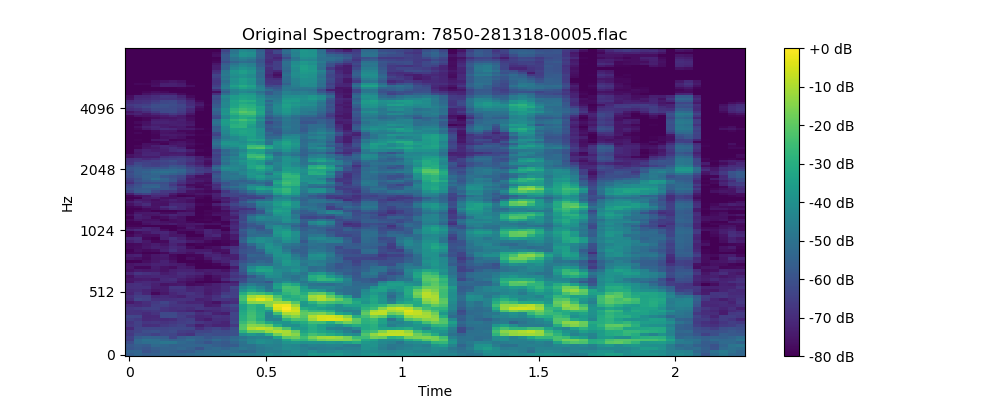 Original Spectrogram: 7850-281318-0005.flac
Hz
4096
2048
1024
512
0
0
0.5
1
1.5
2
Time
+0 dB
-10 dB
-20 dB
-30 dB
-40 dB
-50 dB
-60 dB
-70 dB
-80 dB